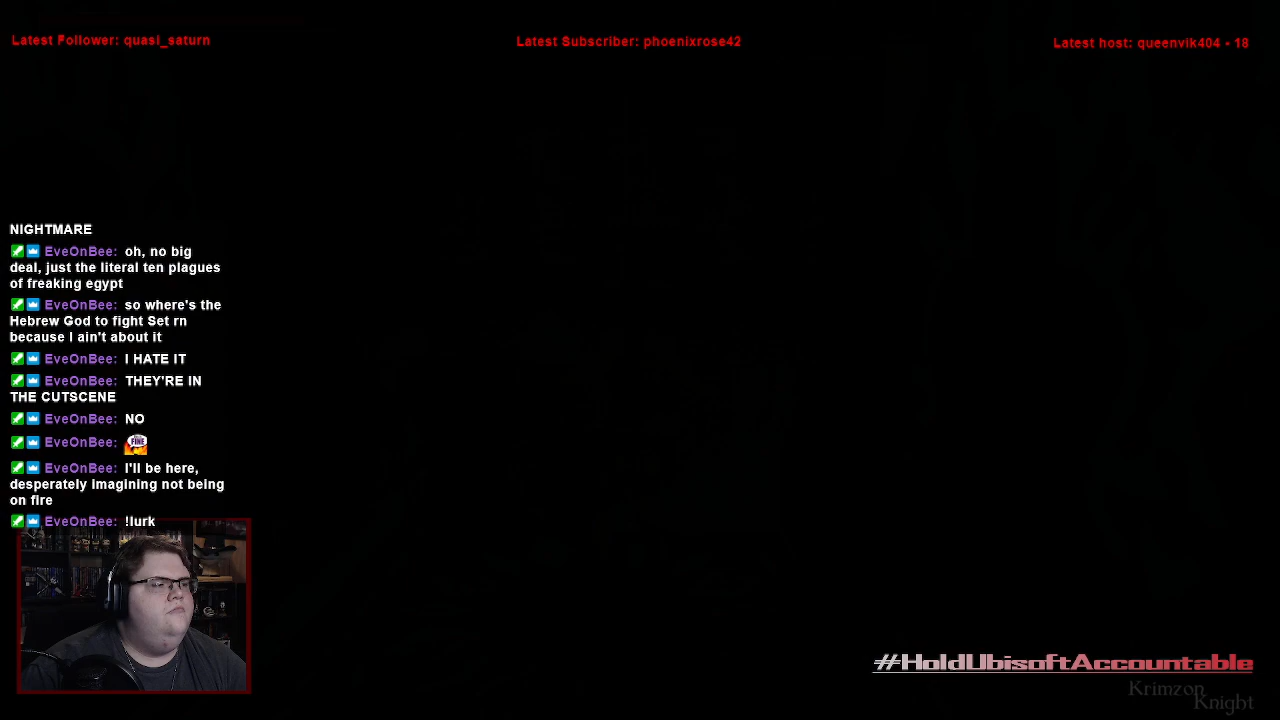 Latest Follower: quasi_saturn
Latest Subscriber: phoenixrose42
Latest host: queenvik404 - 18
NIGHTMARE
EveOnBee: oh, no big
deal, just the literal ten plagues
of freaking egypt
EveOnBee: so where's the
Hebrew God to fight Set rn
because I ain't about it
EveOnBee: I HATE IT
EveOnBee: THEY'RE IN
THE CUTSCENE
EveOnBee: NO
EveOnBee: FINE
EveOnBee: I'll be here,
desperately imagining not being
on fire
EveOnBee: !lurk
#HoldUbisoftAccountable
Krimzon
Knight